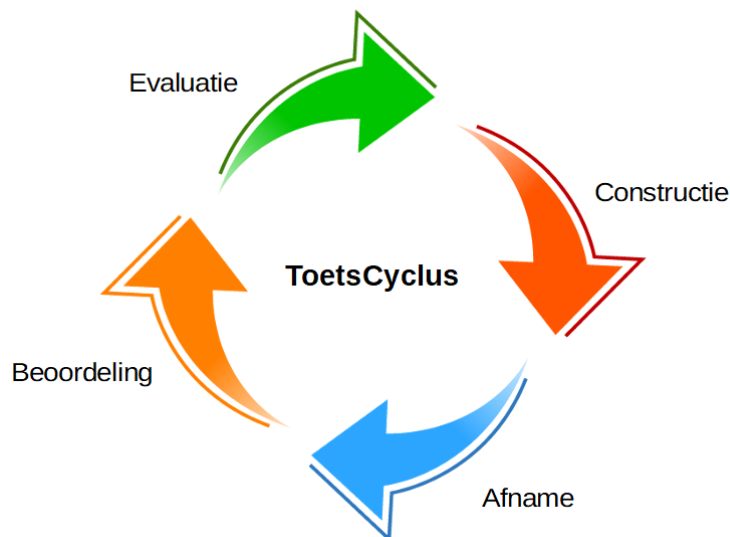 Evaluatie
Constructie
ToetsCyclus
Beoordeling
Afname